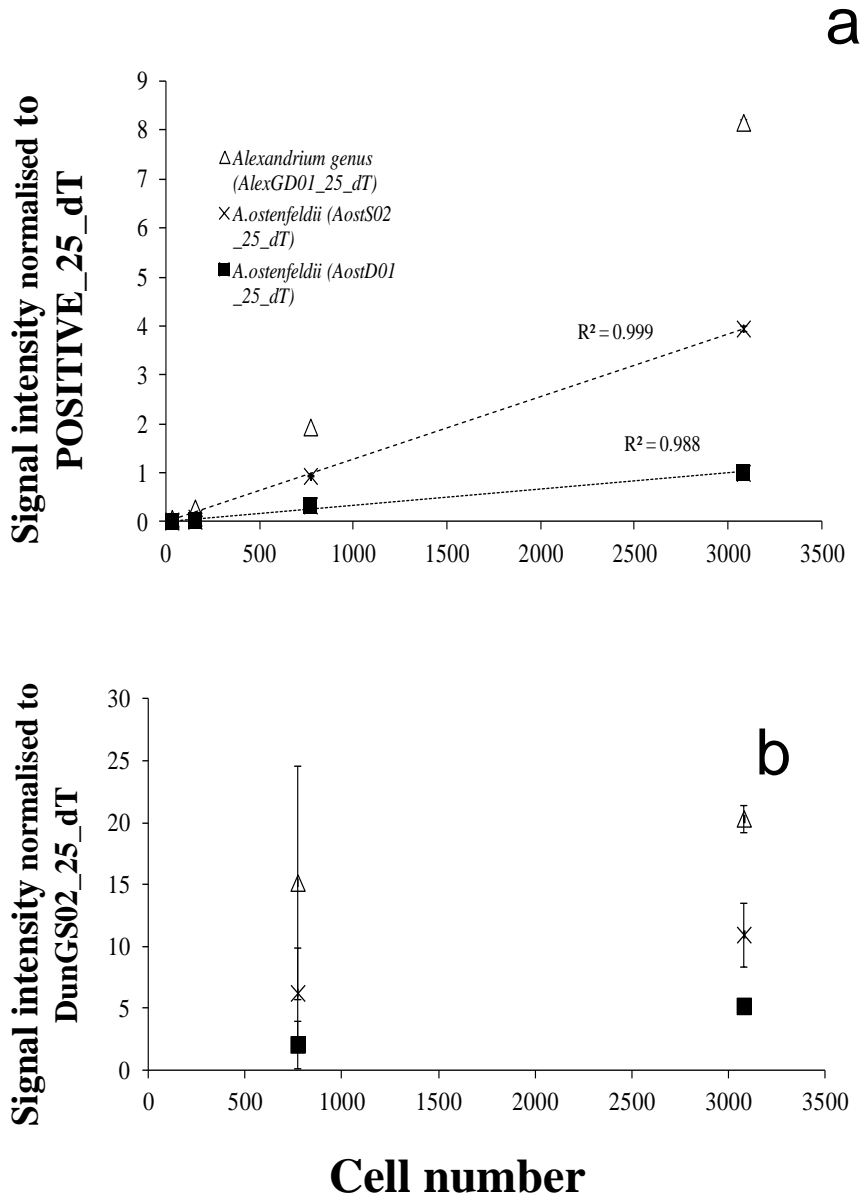 a
Signal intensity normalised to
POSITIVE_25_dT
9
8
7
6
5
4
3
2
1
0
Alexandrium genus
(AlexGD01_25_dT)
A.ostenfeldii (AostS02
_25_dT)
A.ostenfeldii (AostD01
_25_dT)
R² = 0.999
R² = 0.988
0 500 1000 1500 2000 2500 3000 3500
b
Signal intensity normalised to
DunGS02_25_dT
30
25
20
15
10
5
0
0 500 1000 1500 2000 2500 3000 3500
Cell number